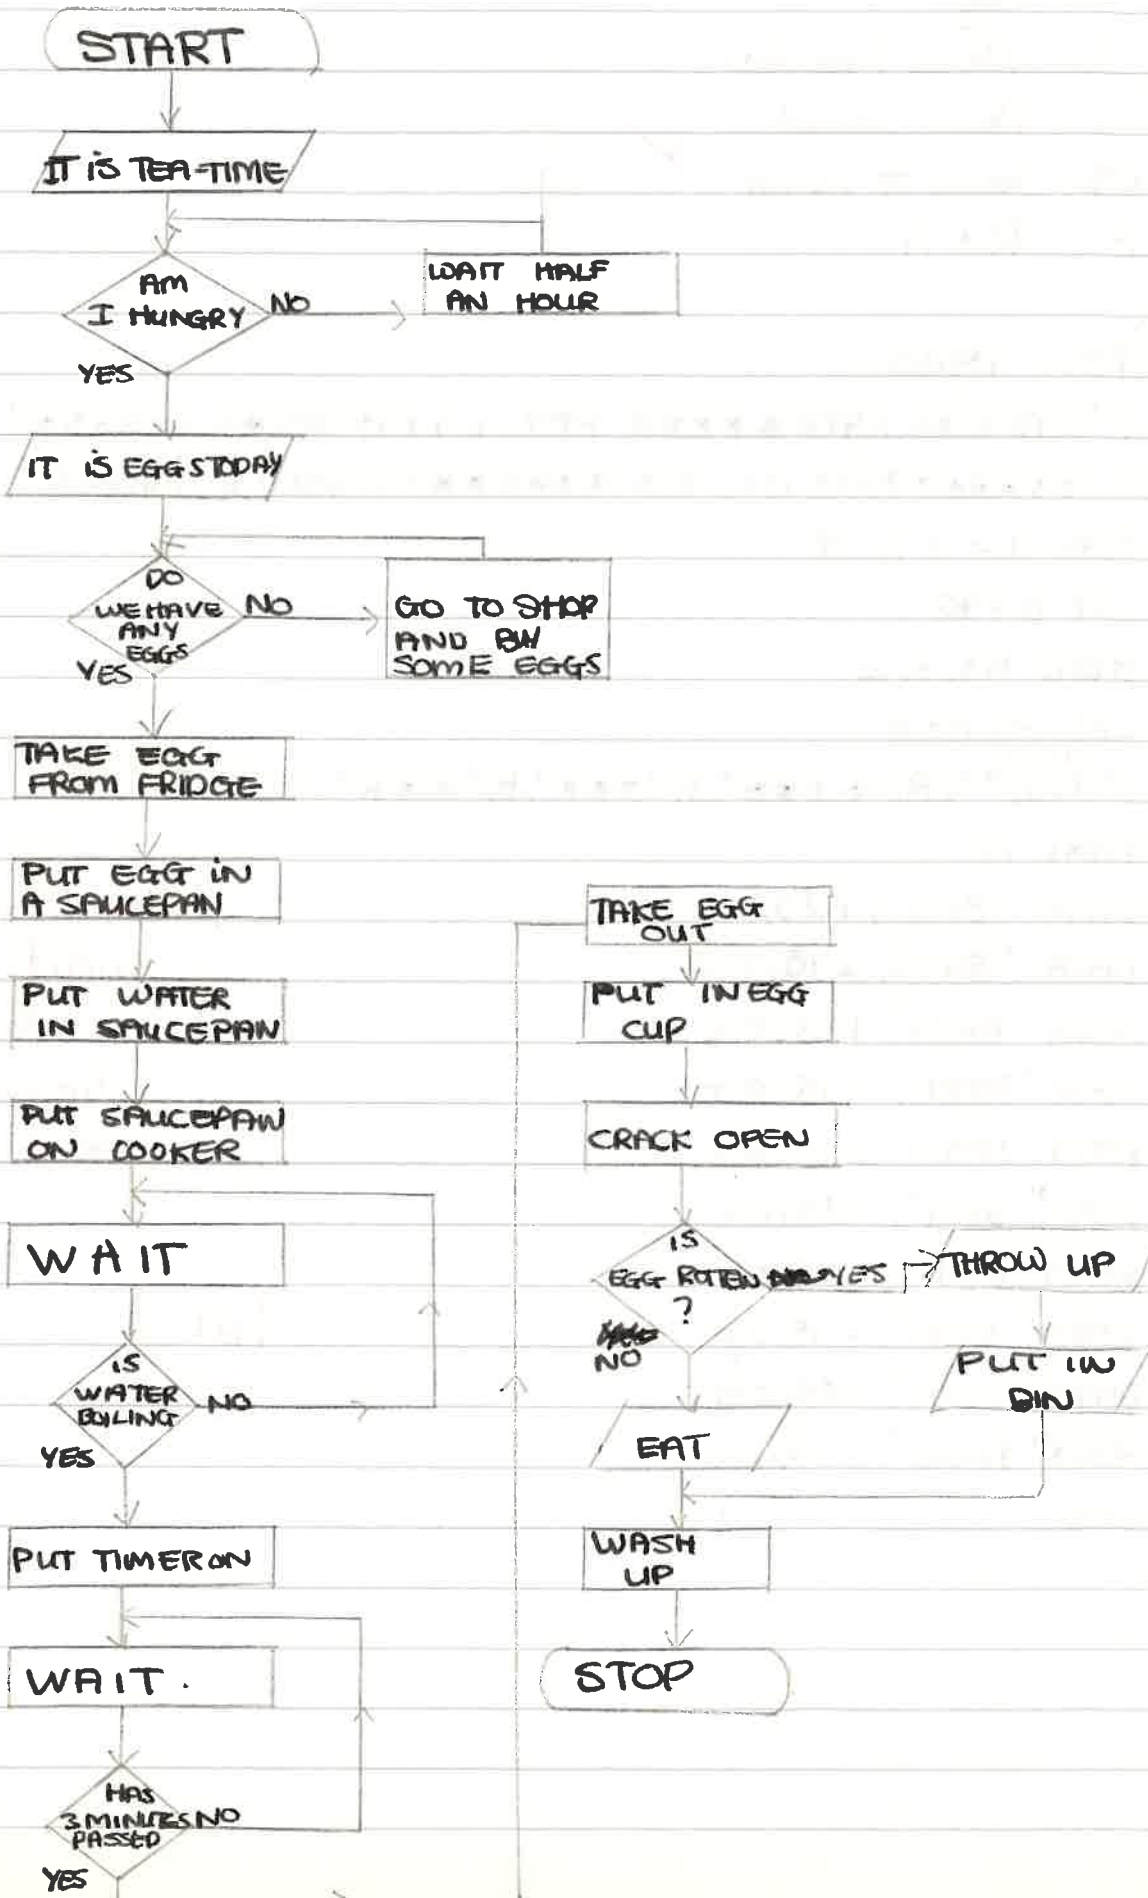 START
IT IS TEA-TIME
AM
I HUNGRY
NO
WAIT HALF
AN HOUR
YES
IT IS EGGS TODAY
DO
WE HAVE
ANY
EGGS
NO
GO TO SHOP
AND BUY
SOME EGGS
YES
TAKE EGG
FROM FRIDGE
PUT EGG IN
A SAUCEPAN
PUT WATER
IN SAUCEPAN
PUT SAUCEPAN
ON COOKER
WAIT
IS
WATER
BOILING
NO
YES
PUT TIMER ON
WAIT.
HAS
3 MINUTES
PASSED
NO
YES
TAKE EGG
OUT
PUT IN EGG
CUP
CRACK OPEN
IS
EGG ROTTEN
?
YES
THROW UP
PUT IN
BIN
NO
EAT
WASH
UP
STOP